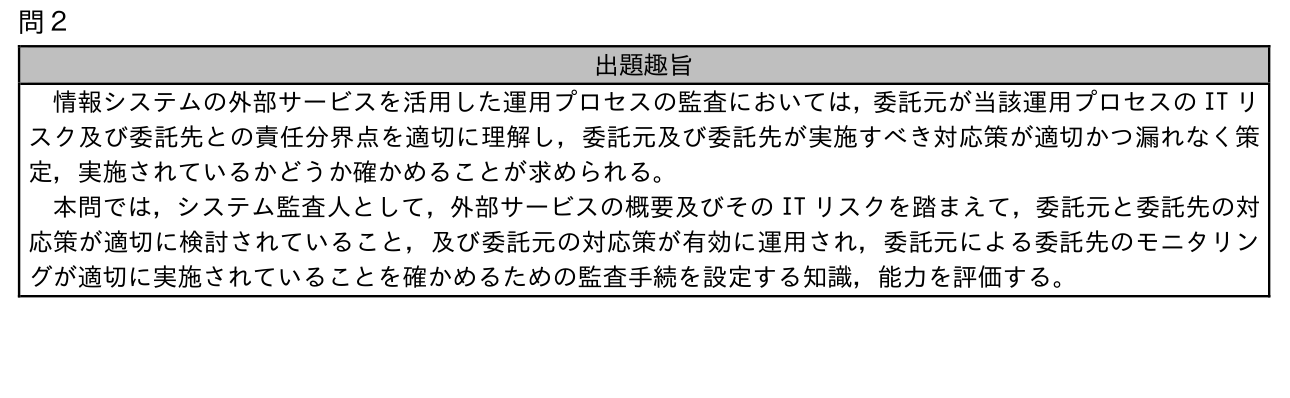 問２
出題趣旨
　情報システムの外部サービスを活用した運用プロセスの監査においては，委託元が当該運用プロセスの IT リ
スク及び委託先との責任分界点を適切に理解し，委託元及び委託先が実施すべき対応策が適切かつ漏れなく策
定，実施されているかどうか確かめることが求められる。
　本問では，システム監査人として，外部サービスの概要及びその IT リスクを踏まえて，委託元と委託先の対
応策が適切に検討されていること，及び委託元の対応策が有効に運用され，委託元による委託先のモニタリン
グが適切に実施されていることを確かめるための監査手続を設定する知識，能力を評価する。